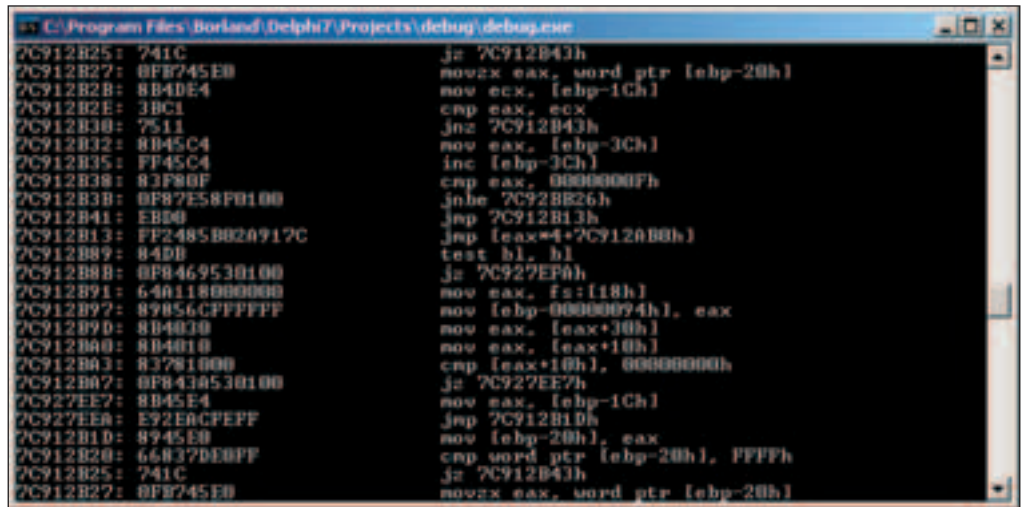 C:\Program Files\Borland\Delphi7\Projects\debug\debug.exe
7C912B25: 741C jz 7C912B43h
7C912B27: 0FB745E0 movzx eax, word ptr [ebp-20h]
7C912B2B: 8B4DE4 mov ecx, [ebp-1Ch]
7C912B2E: 3BC1 cmp eax, ecx
7C912B30: 7511 jnz 7C912B43h
7C912B32: 8B45C4 mov eax, [ebp-3Ch]
7C912B35: FF45C4 inc [ebp-3Ch]
7C912B38: 83F80F cmp eax, 0000000Fh
7C912B3B: 0F87E58F0100 jnbe 7C92BB26h
7C912B41: EBD0 jmp 7C912B13h
7C912B13: FF2485B02A917C jmp [eax*4+7C912AB0h]
7C912B89: 84DB test bl, bl
7C912B8B: 0F8469530100 jz 7C927EFAh
7C912B91: 64A118000000 mov eax, fs:[18h]
7C912B97: 89856CFFFFFF mov [ebp-00000094h], eax
7C912B9D: 8B4030 mov eax, [eax+30h]
7C912BA0: 8B4010 mov eax, [eax+10h]
7C912BA3: 83781000 cmp [eax+10h], 00000000h
7C912BA7: 0F843A530100 jz 7C927EE7h
7C927EE7: 8B45E4 mov eax, [ebp-1Ch]
7C927EEA: E92EACFEFF jmp 7C912B1Dh
7C912B1D: 8945E0 mov [ebp-20h], eax
7C912B20: 66837DE0FF cmp word ptr [ebp-20h], FFFFh
7C912B25: 741C jz 7C912B43h
7C912B27: 0FB745E0 movzx eax, word ptr [ebp-20h]